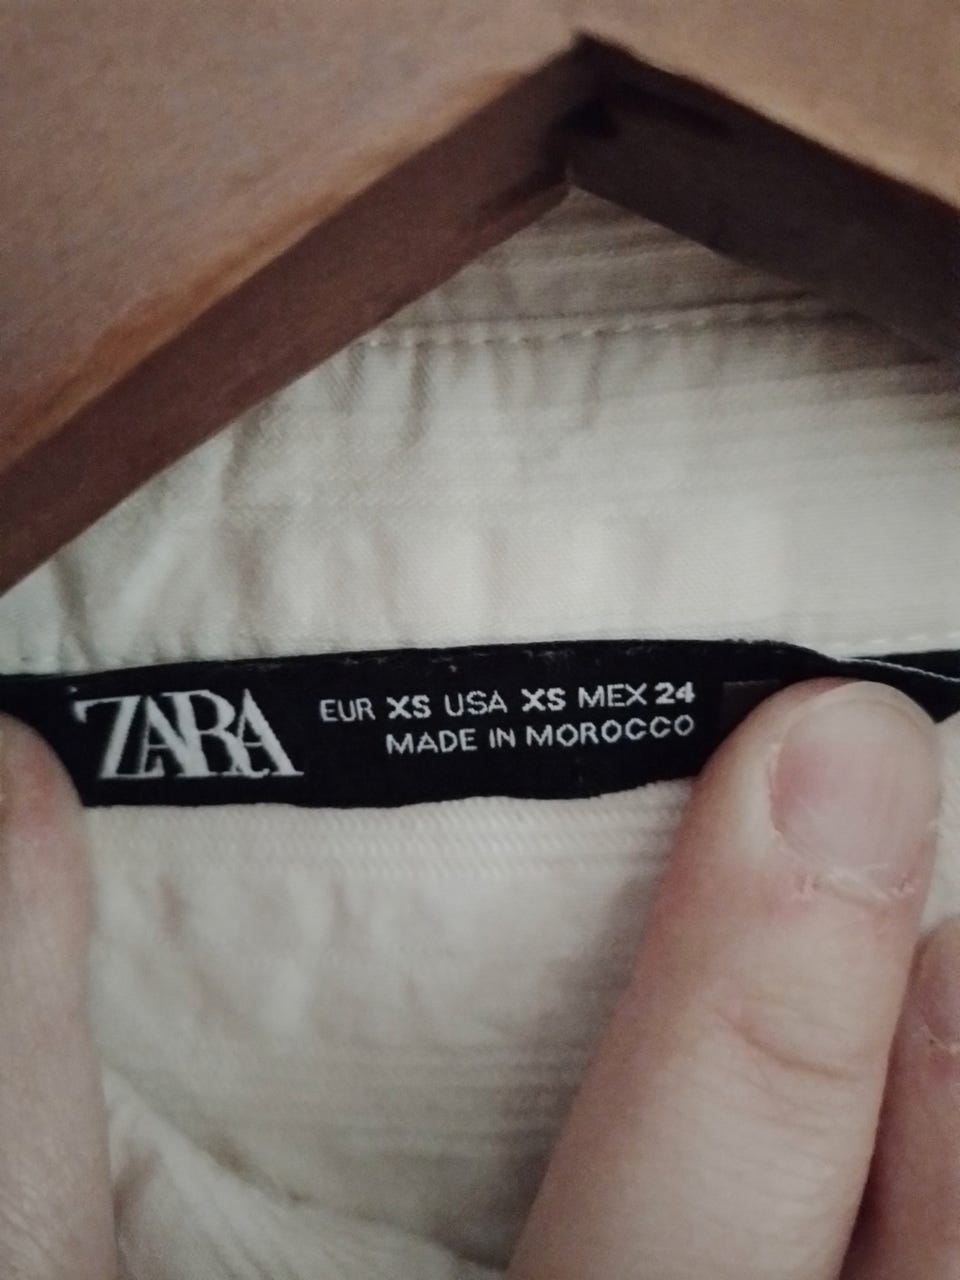 ZARA
EUR XS USA XS MEX 24
MADE IN MOROCCO